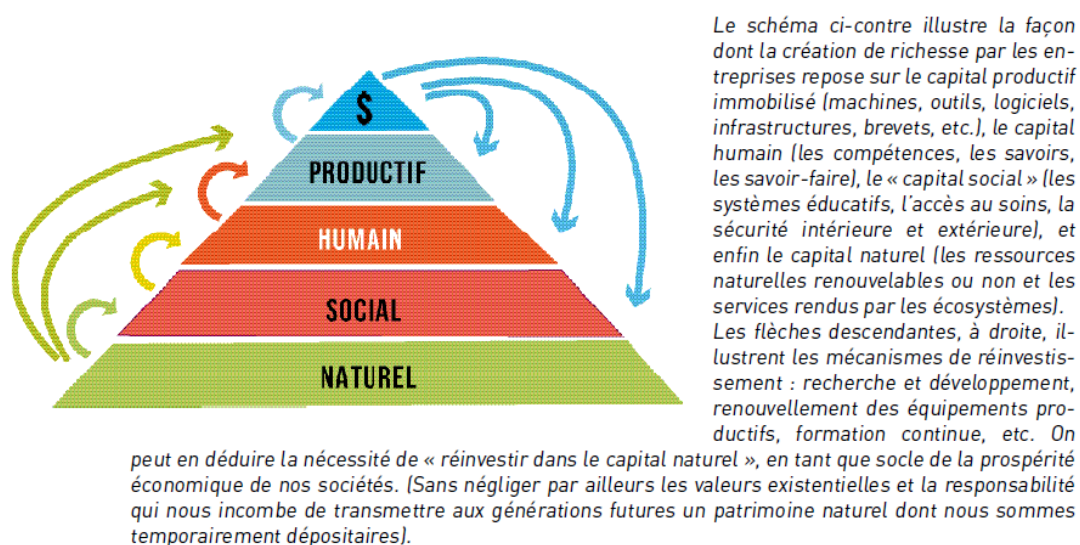 $
PRODUCTIF
HUMAIN
SOCIAL
NATUREL
Le schéma ci-contre illustre la façon
dont la création de richesse par les en-
treprises repose sur le capital productif
immobilisé (machines, outils, logiciels,
infrastructures, brevets, etc.), le capital
humain (les compétences, les savoirs,
les savoir-faire), le « capital social » (les
systèmes éducatifs, l'accès au soins, la
sécurité intérieure et extérieure), et
enfin le capital naturel (les ressources
naturelles renouvelables ou non et les
services rendus par les écosystèmes).
Les flèches descendantes, à droite, il-
lustrent les mécanismes de réinvestis-
sement : recherche et développement,
renouvellement des équipements pro-
ductifs, formation continue, etc. On
peut en déduire la nécessité de « réinvestir dans le capital naturel », en tant que socle de la prospérité
économique de nos sociétés. (Sans négliger par ailleurs les valeurs existentielles et la responsabilité
qui nous incombe de transmettre aux générations futures un patrimoine naturel dont nous sommes
temporairement dépositaires).